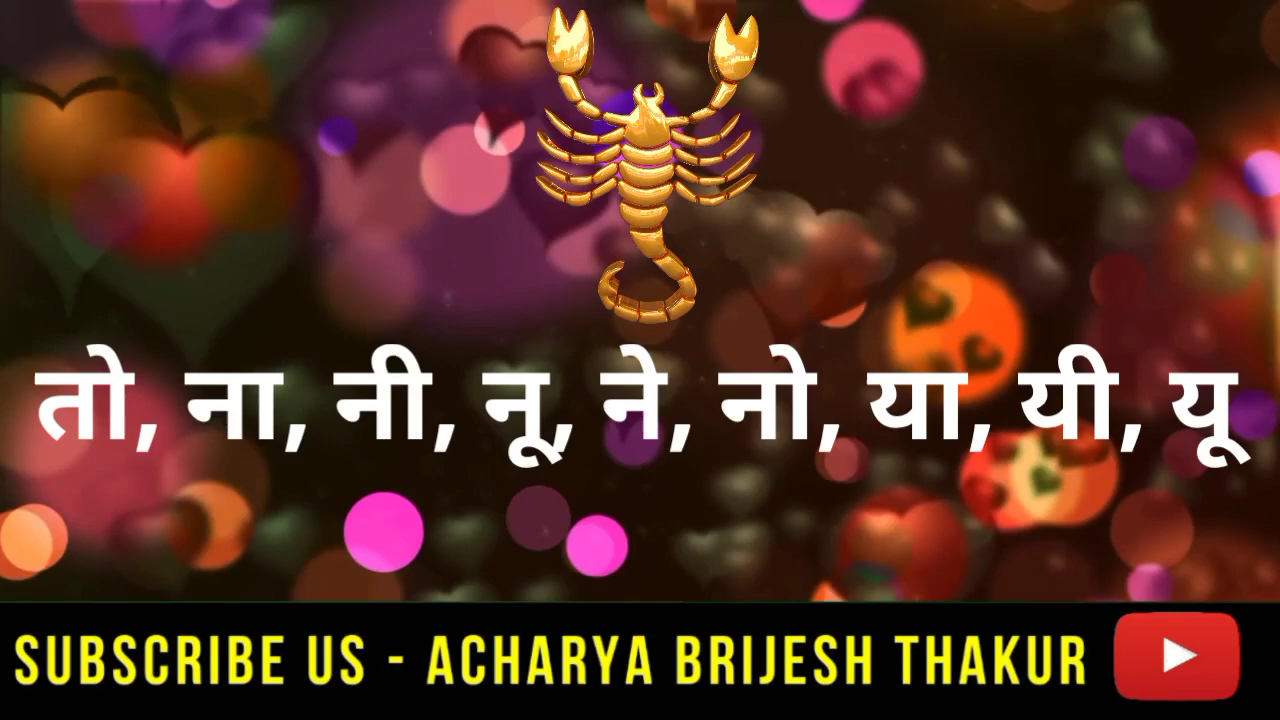 तो, ना, नी, नू, ने, नो, या, यी, यू
SUBSCRIBE US - ACHARYA BRIJESH THAKUR